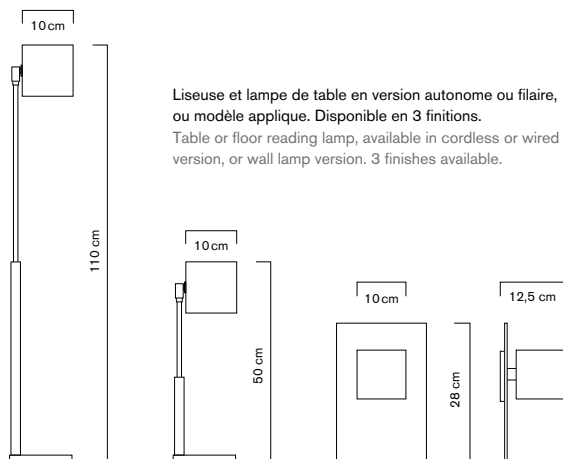 10 cm
Liseuse et lampe de table en version autonome ou filaire,
ou modèle applique. Disponible en 3 finitions.
Table or floor reading lamp, available in cordless or wired
version, or wall lamp version. 3 finishes available.
110 cm
10 cm
50 cm
10 cm
12,5 cm
28 cm